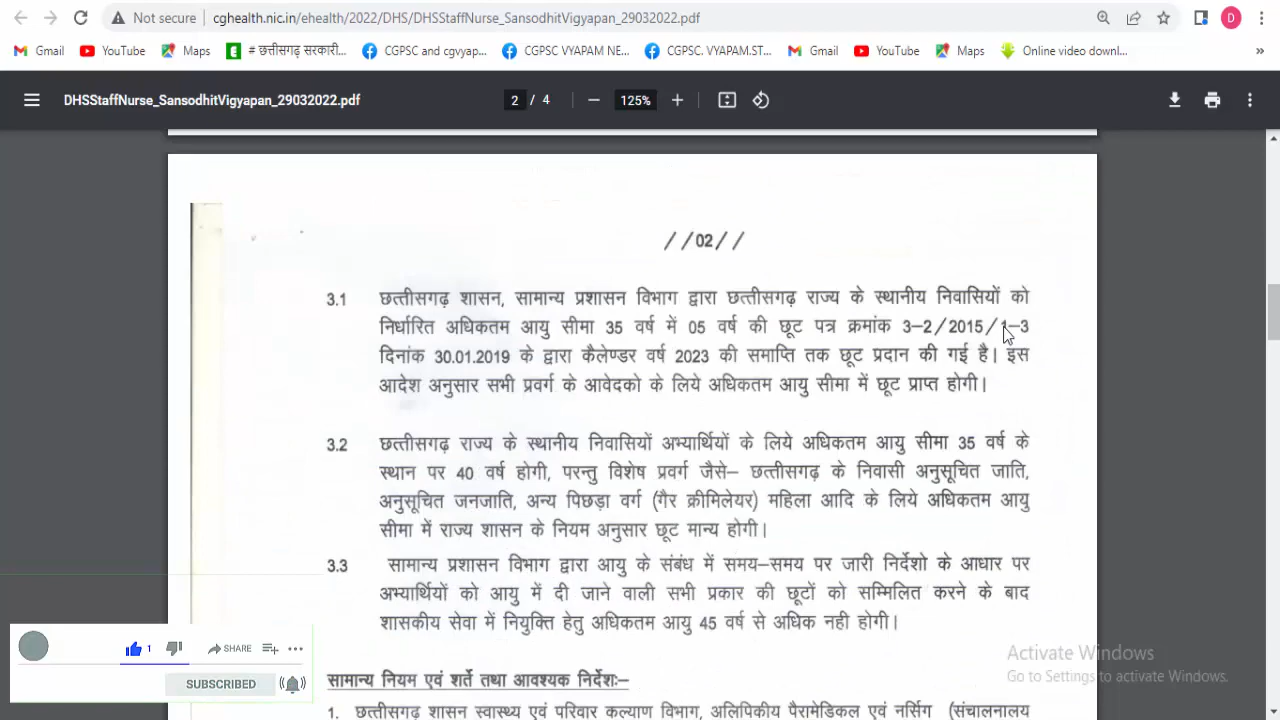 Not secure | cghealth.nic.in/ehealth/2022/DHS/DHSStaffNurse_SansodhitVigyapan_29032022.pdf
D
Gmail YouTube Maps # छत्तीसगढ़ सरकारी... CGPSC and cgvyap... CGPSC VYAPAM NE... CGPSC. VYAPAM.ST... Gmail YouTube Maps Online video downl... »
DHSStaffNurse_SansodhitVigyapan_29032022.pdf 2 / 4 − 125% +
//02//
3.1 छत्तीसगढ़ शासन, सामान्य प्रशासन विभाग द्वारा छत्तीसगढ़ राज्य के स्थानीय निवासियों को
निर्धारित अधिकतम आयु सीमा 35 वर्ष में 05 वर्ष की छूट पत्र क्रमांक 3–2/2015/1–3
दिनांक 30.01.2019 के द्वारा कैलेण्डर वर्ष 2023 की समाप्ति तक छूट प्रदान की गई है। इस
आदेश अनुसार सभी प्रवर्ग के आवेदको के लिये अधिकतम आयु सीमा में छूट प्राप्त होगी।
3.2 छत्तीसगढ़ राज्य के स्थानीय निवासियों अभ्यार्थियों के लिये अधिकतम आयु सीमा 35 वर्ष के
स्थान पर 40 वर्ष होगी, परन्तु विशेष प्रवर्ग जैसे– छत्तीसगढ़ के निवासी अनुसूचित जाति,
अनुसूचित जनजाति, अन्य पिछड़ा वर्ग (गैर क्रीमिलेयर) महिला आदि के लिये अधिकतम आयु
सीमा में राज्य शासन के नियम अनुसार छूट मान्य होगी।
3.3 सामान्य प्रशासन विभाग द्वारा आयु के संबंध में समय–समय पर जारी निर्देशो के आधार पर
अभ्यार्थियों को आयु में दी जाने वाली सभी प्रकार की छूटों को सम्मिलित करने के बाद
शासकीय सेवा में नियुक्ति हेतु अधिकतम आयु 45 वर्ष से अधिक नही होगी।
सामान्य नियम एवं शर्ते तथा आवश्यक निर्देशः–
1. छत्तीसगढ़ शासन स्वास्थ्य एवं परिवार कल्याण विभाग, अलिपिकीय पैरामेडिकल एवं नर्सिग (संचालनालय
1 SHARE
SUBSCRIBED
Activate Windows
Go to Settings to activate Windows.